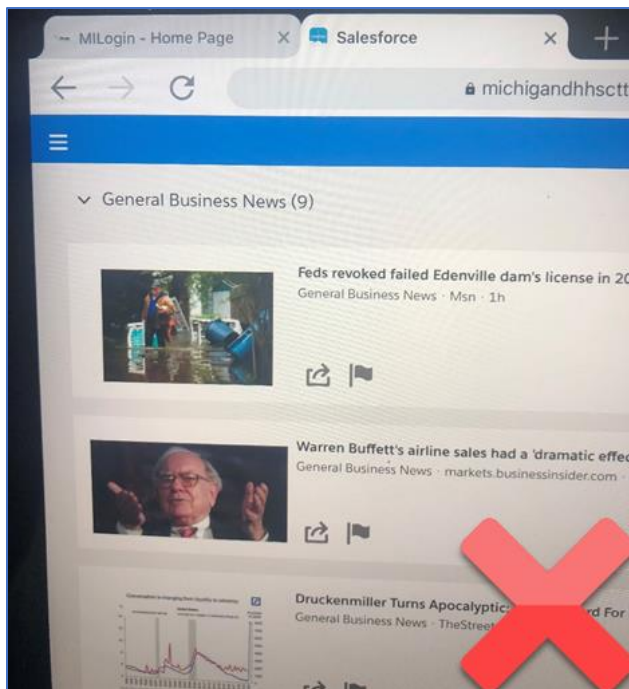 MILogin - Home Page
Salesforce
michigandhhsctt
General Business News (9)
Feds revoked failed Edenville dam's license in 20
General Business News · Msn · 1h
Warren Buffett's airline sales had a 'dramatic effec
General Business News · markets.businessinsider.com ·
Druckenmiller Turns Apocalyptic: rd For
General Business News · TheStreet